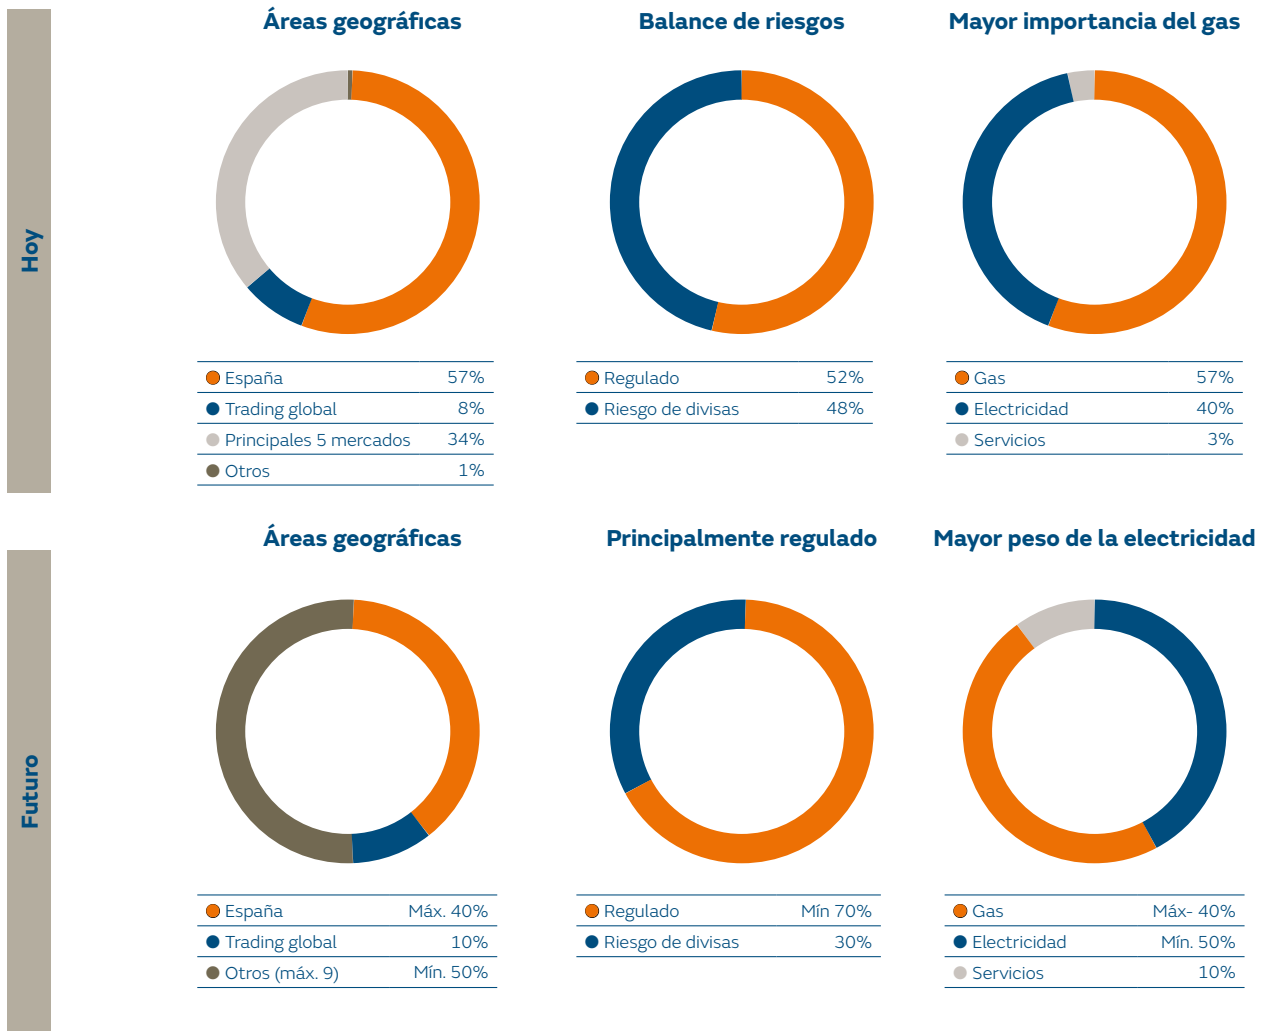 Hoy
Áreas geográficas
España 57%
Trading global 8%
Principales 5 mercados 34%
Otros 1%
Balance de riesgos
Regulado 52%
Riesgo de divisas 48%
Mayor importancia del gas
Gas 57%
Electricidad 40%
Servicios 3%
Futuro
Áreas geográficas
España Máx. 40%
Trading global 10%
Otros (máx. 9) Mín. 50%
Principalmente regulado
Regulado Mín 70%
Riesgo de divisas 30%
Mayor peso de la electricidad
Gas Máx- 40%
Electricidad Mín. 50%
Servicios 10%